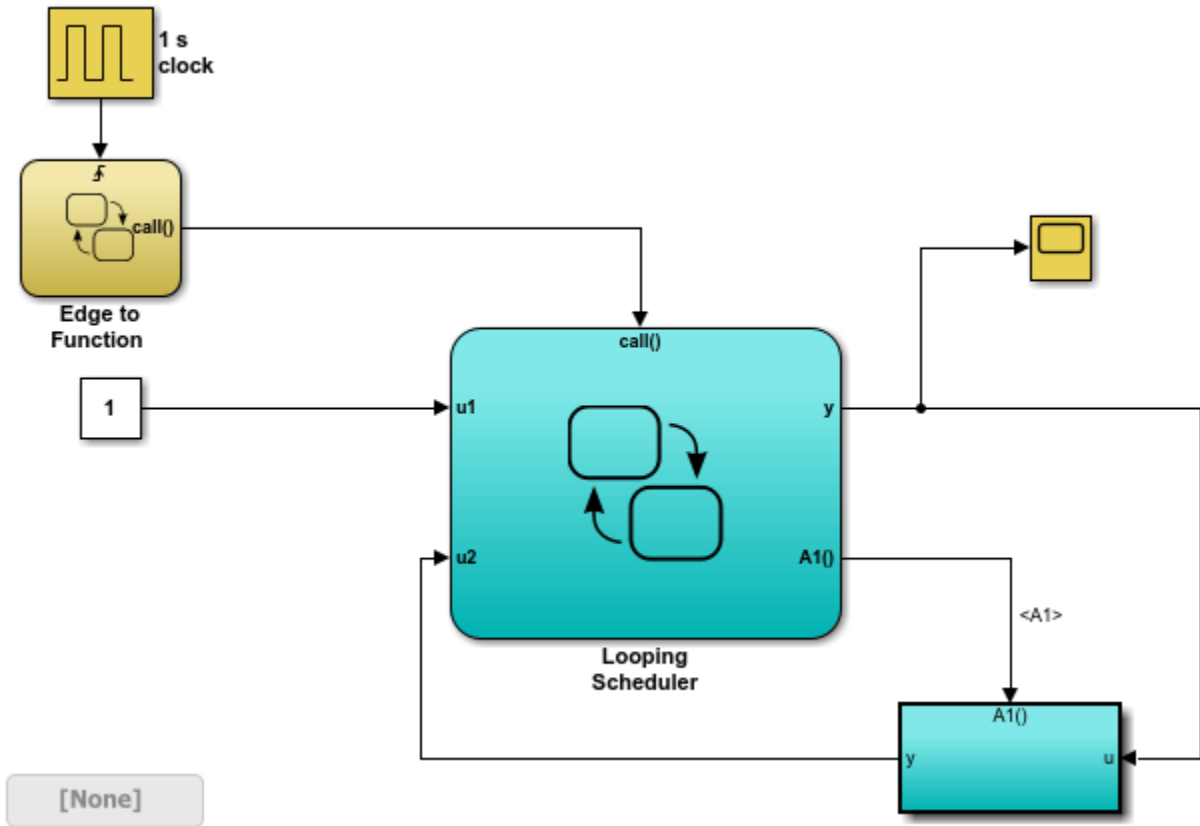 1 s
clock
call()
Edge to
Function
call()
1
u1
y
u2
A1()
<A1>
Looping
Scheduler
A1()
y
u
[None]